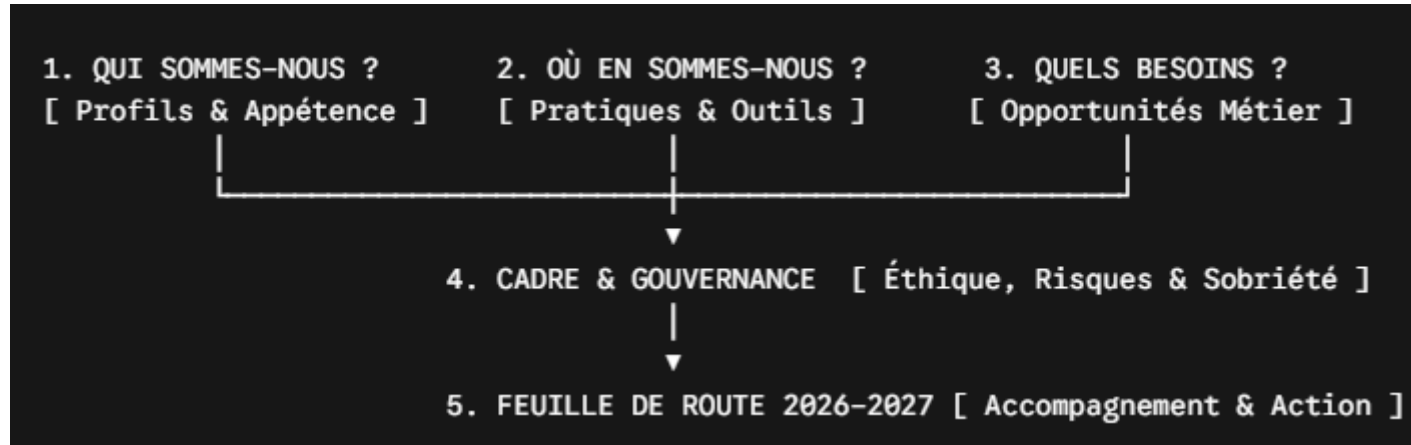 1. QUI SOMMES-NOUS ? 2. OÙ EN SOMMES-NOUS ? 3. QUELS BESOINS ?
[ Profils & Appétence ] [ Pratiques & Outils ] [ Opportunités Métier ]
4. CADRE & GOUVERNANCE [ Éthique, Risques & Sobriété ]
5. FEUILLE DE ROUTE 2026-2027 [ Accompagnement & Action ]